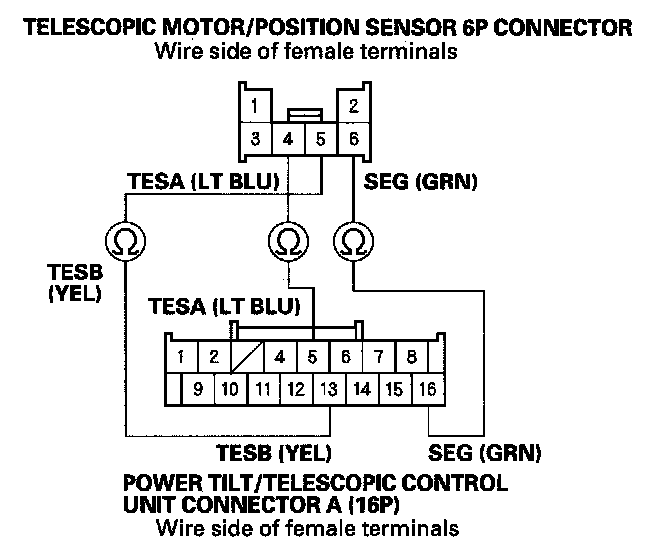 TELESCOPIC MOTOR/POSITION SENSOR 6P CONNECTOR
Wire side of female terminals
1 2
3 4 5 6
TESA (LT BLU) SEG (GRN)
Ω Ω Ω
TESB
(YEL)
TESA (LT BLU)
1 2 4 5 6 7 8
9 10 11 12 13 14 15 16
TESB (YEL) SEG (GRN)
POWER TILT/TELESCOPIC CONTROL
UNIT CONNECTOR A (16P)
Wire side of female terminals